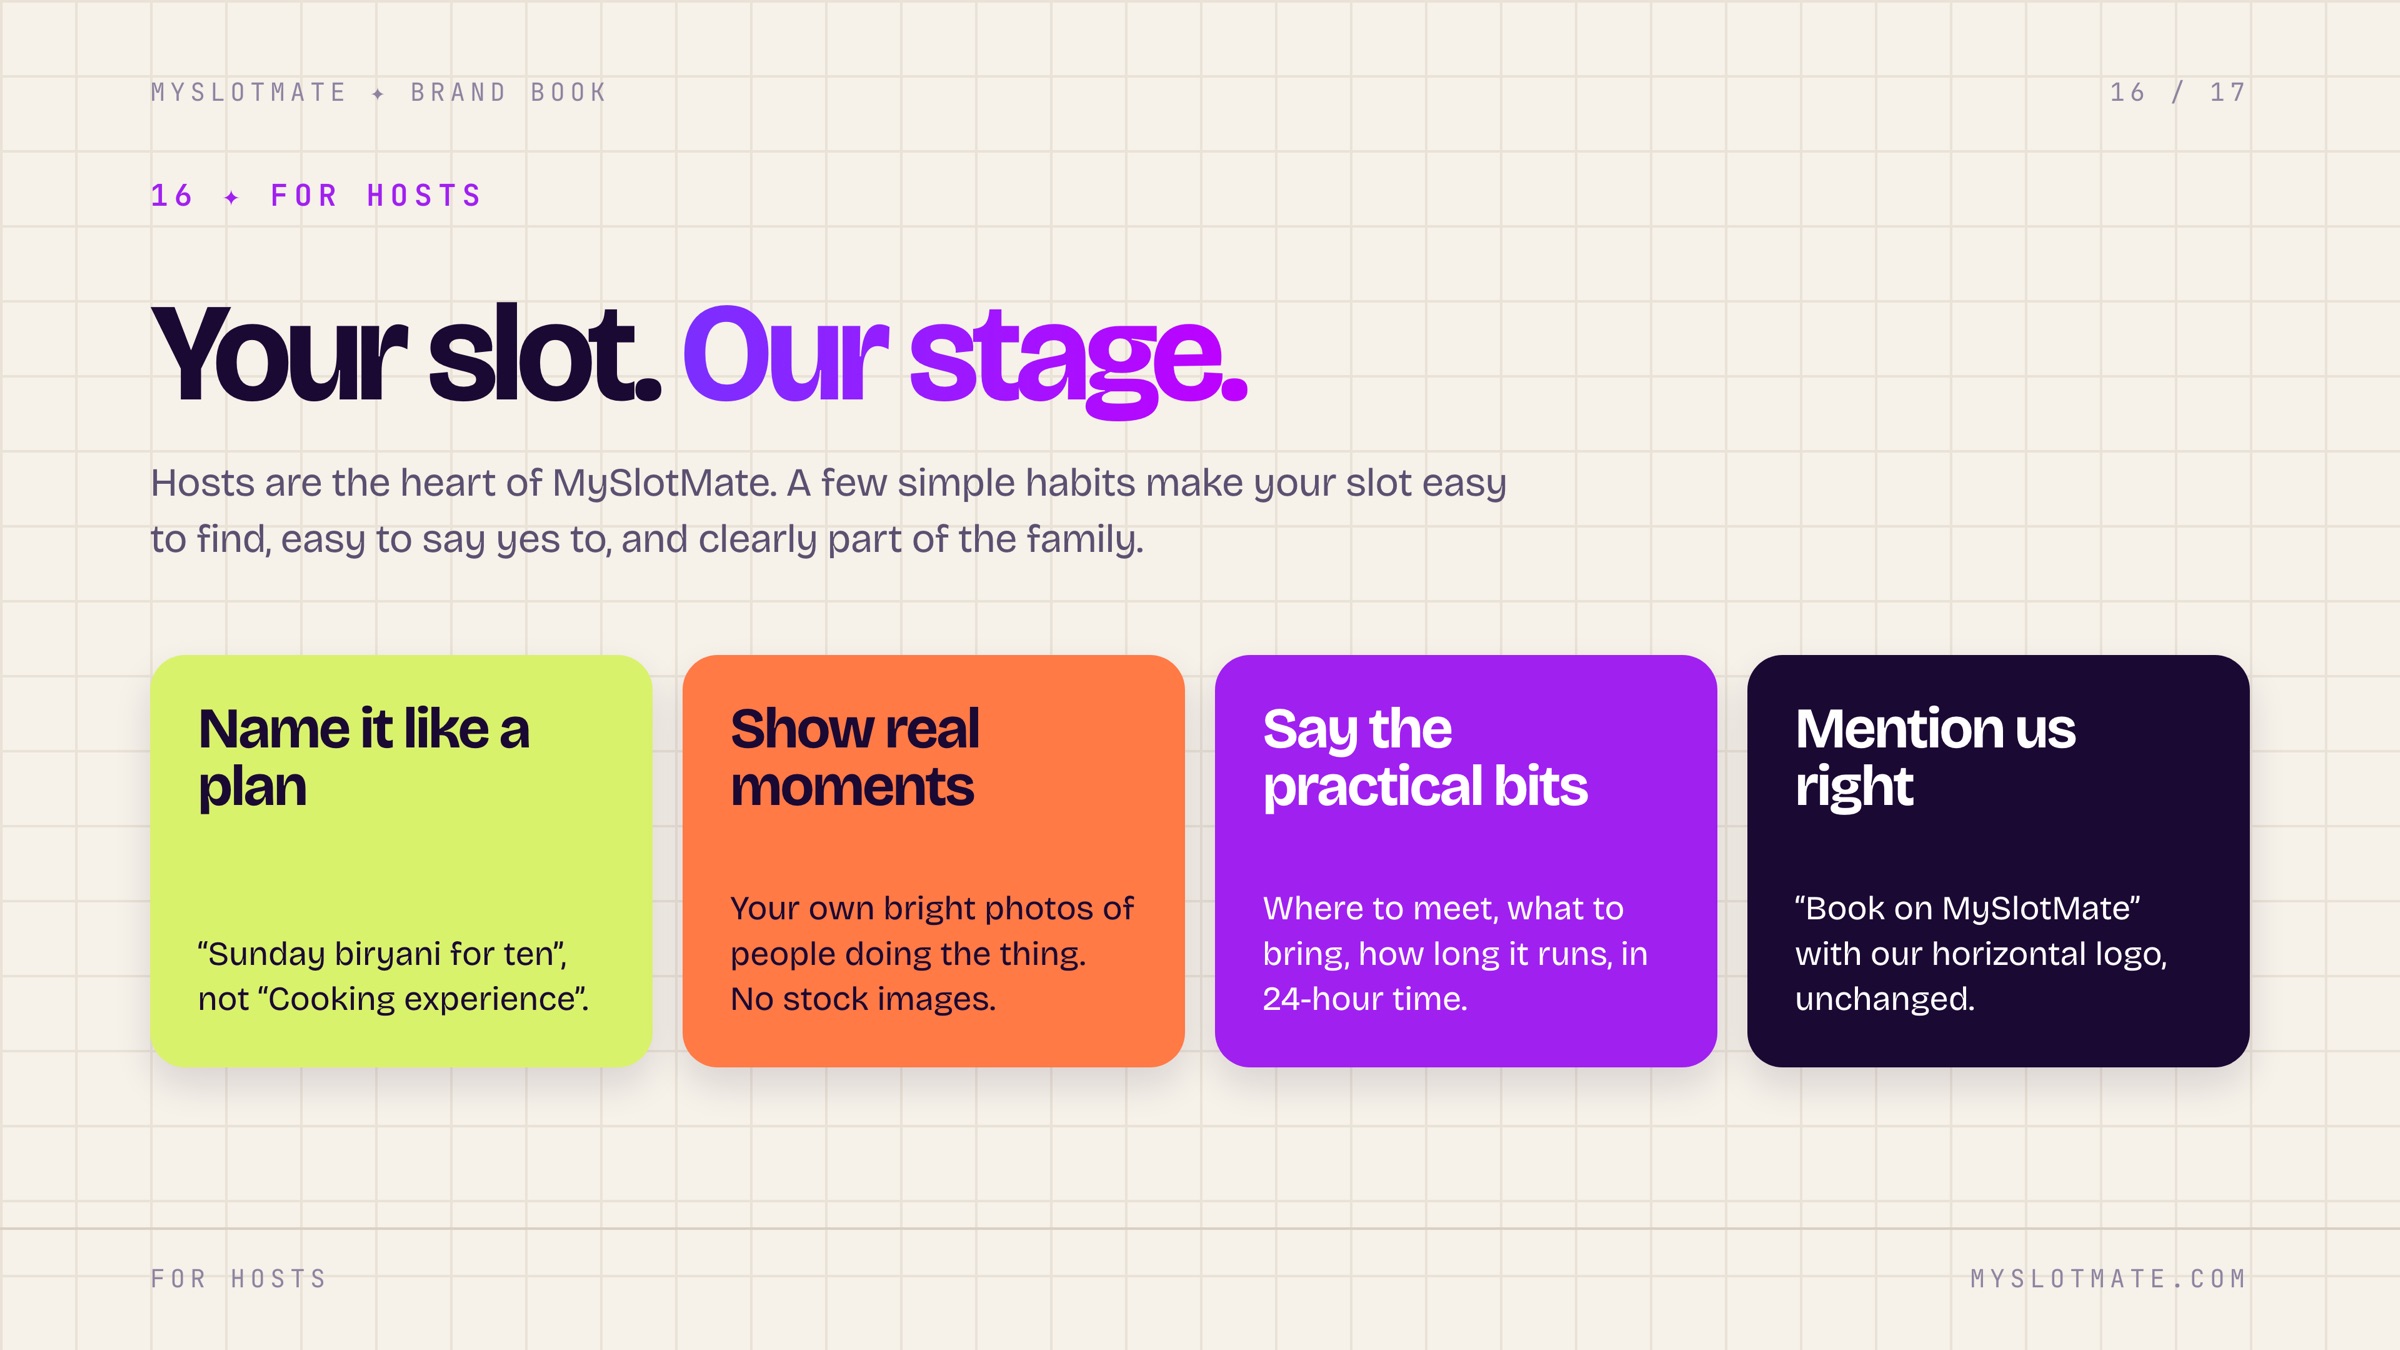 MYSLOTMATE ✦ BRAND BOOK
16 / 17
16 ✦ FOR HOSTS
Your slot. Our stage.
Hosts are the heart of MySlotMate. A few simple habits make your slot easy
to find, easy to say yes to, and clearly part of the family.
Name it like a
plan
“Sunday biryani for ten”,
not “Cooking experience”.
Show real
moments
Your own bright photos of
people doing the thing.
No stock images.
Say the
practical bits
Where to meet, what to
bring, how long it runs, in
24-hour time.
Mention us
right
“Book on MySlotMate”
with our horizontal logo,
unchanged.
FOR HOSTS
MYSLOTMATE.COM